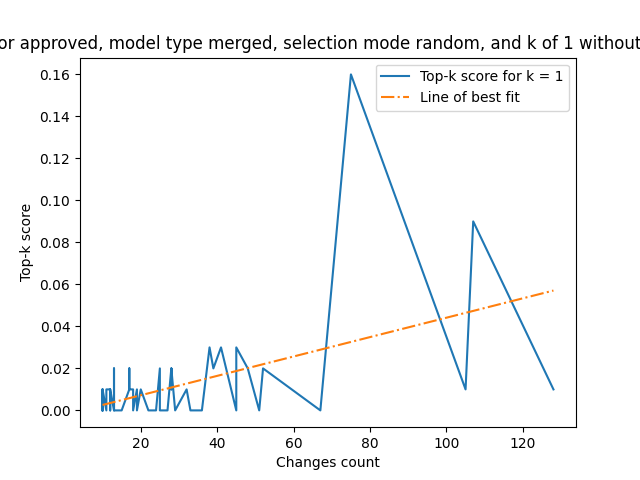 or approved, model type merged, selection mode random, and k of 1 without
Top-k score for k = 1
Line of best fit
0.16
0.14
0.12
0.10
0.08
0.06
0.04
0.02
0.00
Top-k score
20 40 60 80 100 120
Changes count